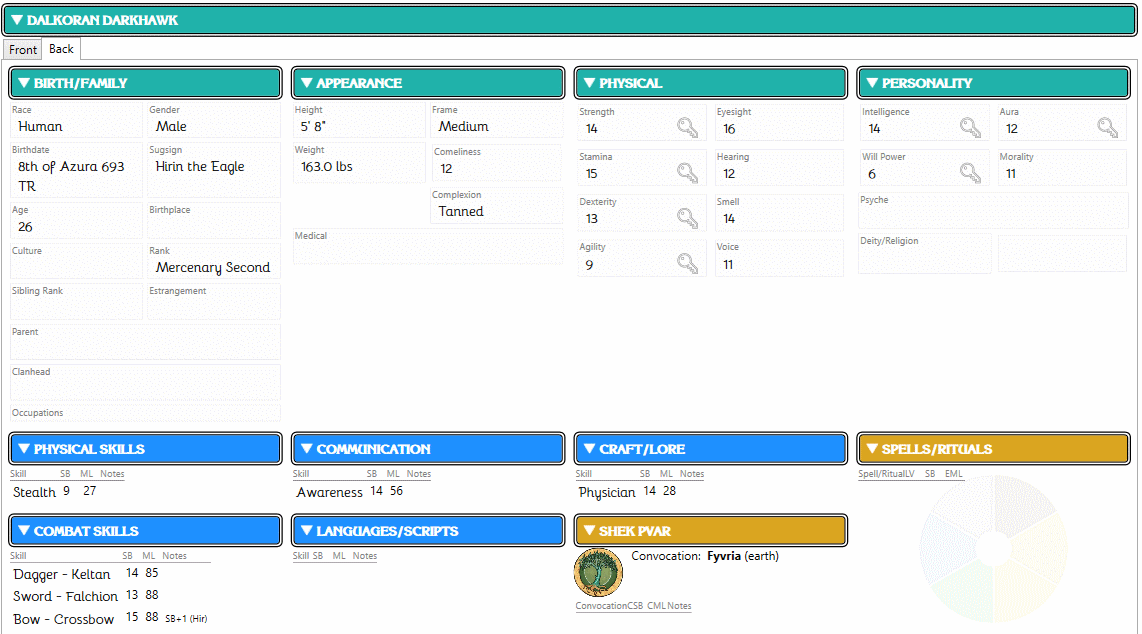 ▼ DALKORAN DARKHAWK
Front Back
▼ BIRTH/FAMILY
Race Gender
Human Male
Birthdate Sugsign
8th of Azura 693 TR Hirin the Eagle
Age Birthplace
26
Culture Rank
Mercenary Second
Sibling Rank Estrangement
Parent
Clanhead
Occupations
▼ APPEARANCE
Height Frame
5' 8" Medium
Weight Comeliness
163.0 lbs 12
Complexion
Tanned
Medical
▼ PHYSICAL
Strength Eyesight
14 16
Stamina Hearing
15 12
Dexterity Smell
13 14
Agility Voice
9 11
▼ PERSONALITY
Intelligence Aura
14 12
Will Power Morality
6 11
Psyche
Deity/Religion
▼ PHYSICAL SKILLS
Skill SB ML Notes
Stealth 9 27
▼ COMMUNICATION
Skill SB ML Notes
Awareness 14 56
▼ CRAFT/LORE
Skill SB ML Notes
Physician 14 28
▼ SPELLS/RITUALS
Spell/RitualLV SB EML
▼ COMBAT SKILLS
Skill SB ML Notes
Dagger - Keltan 14 85
Sword - Falchion 13 88
Bow - Crossbow 15 88 SB+1 (Hir)
▼ LANGUAGES/SCRIPTS
Skill SB ML Notes
▼ SHEK PVAR
Convocation: Fyvria (earth)
ConvocationCSB CML Notes